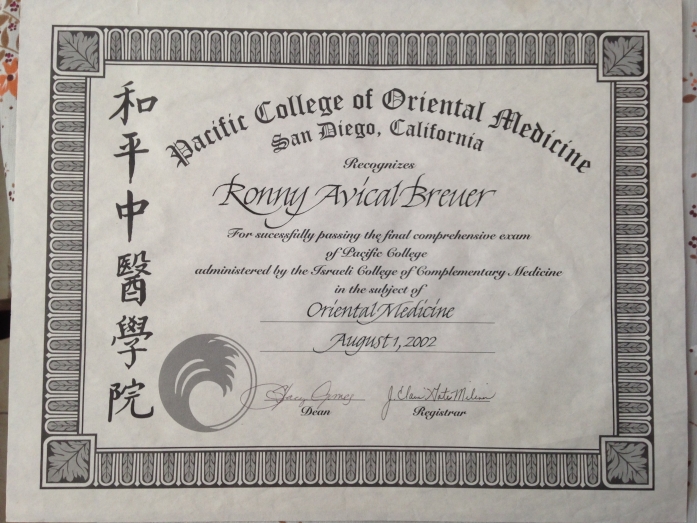 和平中醫學院
Pacific College of Oriental Medicine
San Diego, California
Recognizes
Ronny Avical Breuer
For sucessfully passing the final comprehensive exam
of Pacific College
administered by the Israeli College of Complementary Medicine
in the subject of
Oriental Medicine
August 1, 2002
Dean
Registrar